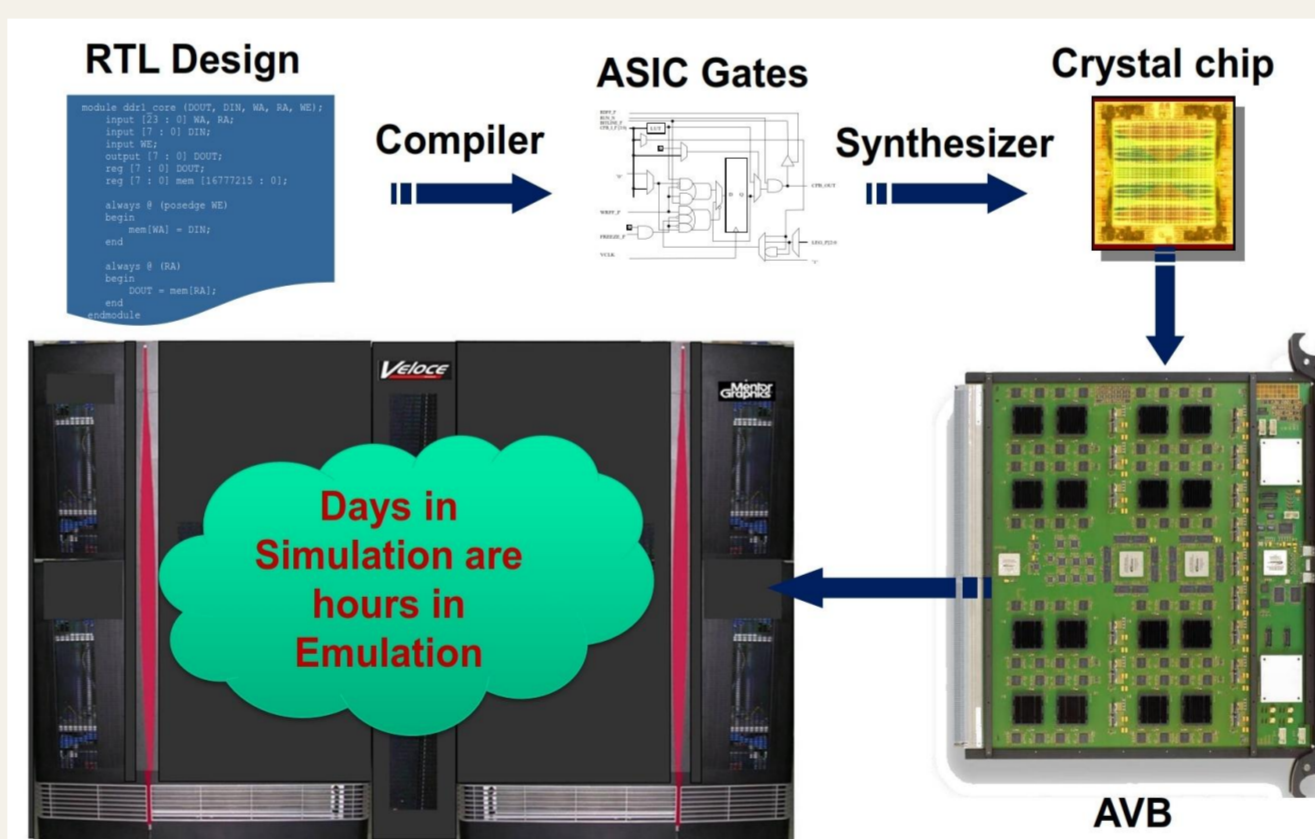 RTL Design
module ddr1_core (DOUT, DIN, WA, RA, WE);
input [23 : 0] WA, RA;
input [7 : 0] DIN;
input WE;
output [7 : 0] DOUT;
reg [7 : 0] DOUT;
reg [7 : 0] mem [16777215 : 0];
always @ (posedge WE)
begin
mem[WA] = DIN;
end
always @ (RA)
begin
DOUT = mem[RA];
end
endmodule
Compiler
ASIC Gates
LUT
D Q
VCLK
Synthesizer
Crystal chip
VELOCE
Mentor
Graphics
Days in
Simulation are
hours in
Emulation
AVB